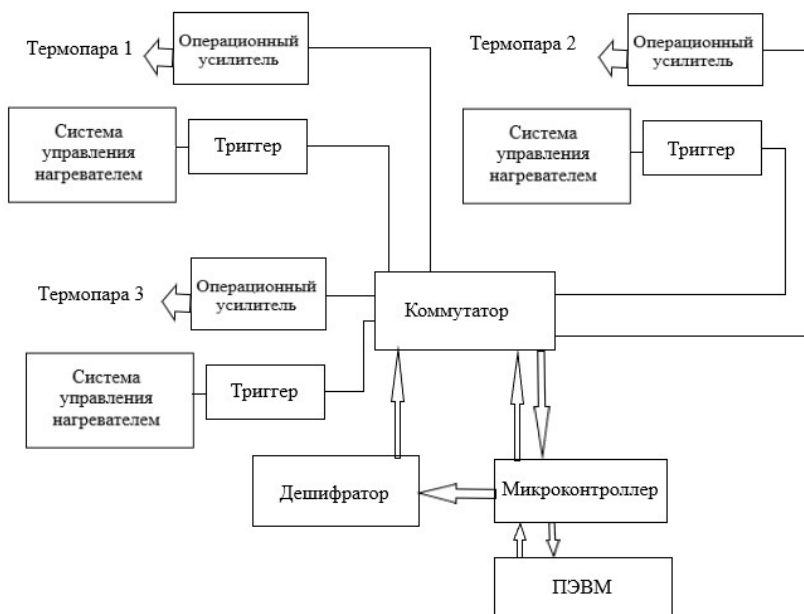 Термопара 1
Операционный
усилитель
Термопара 2
Операционный
усилитель
Система
управления
нагревателем
Триггер
Система
управления
нагревателем
Триггер
Термопара 3
Операционный
усилитель
Коммутатор
Система
управления
нагревателем
Триггер
Дешифратор
Микроконтроллер
ПЭВМ